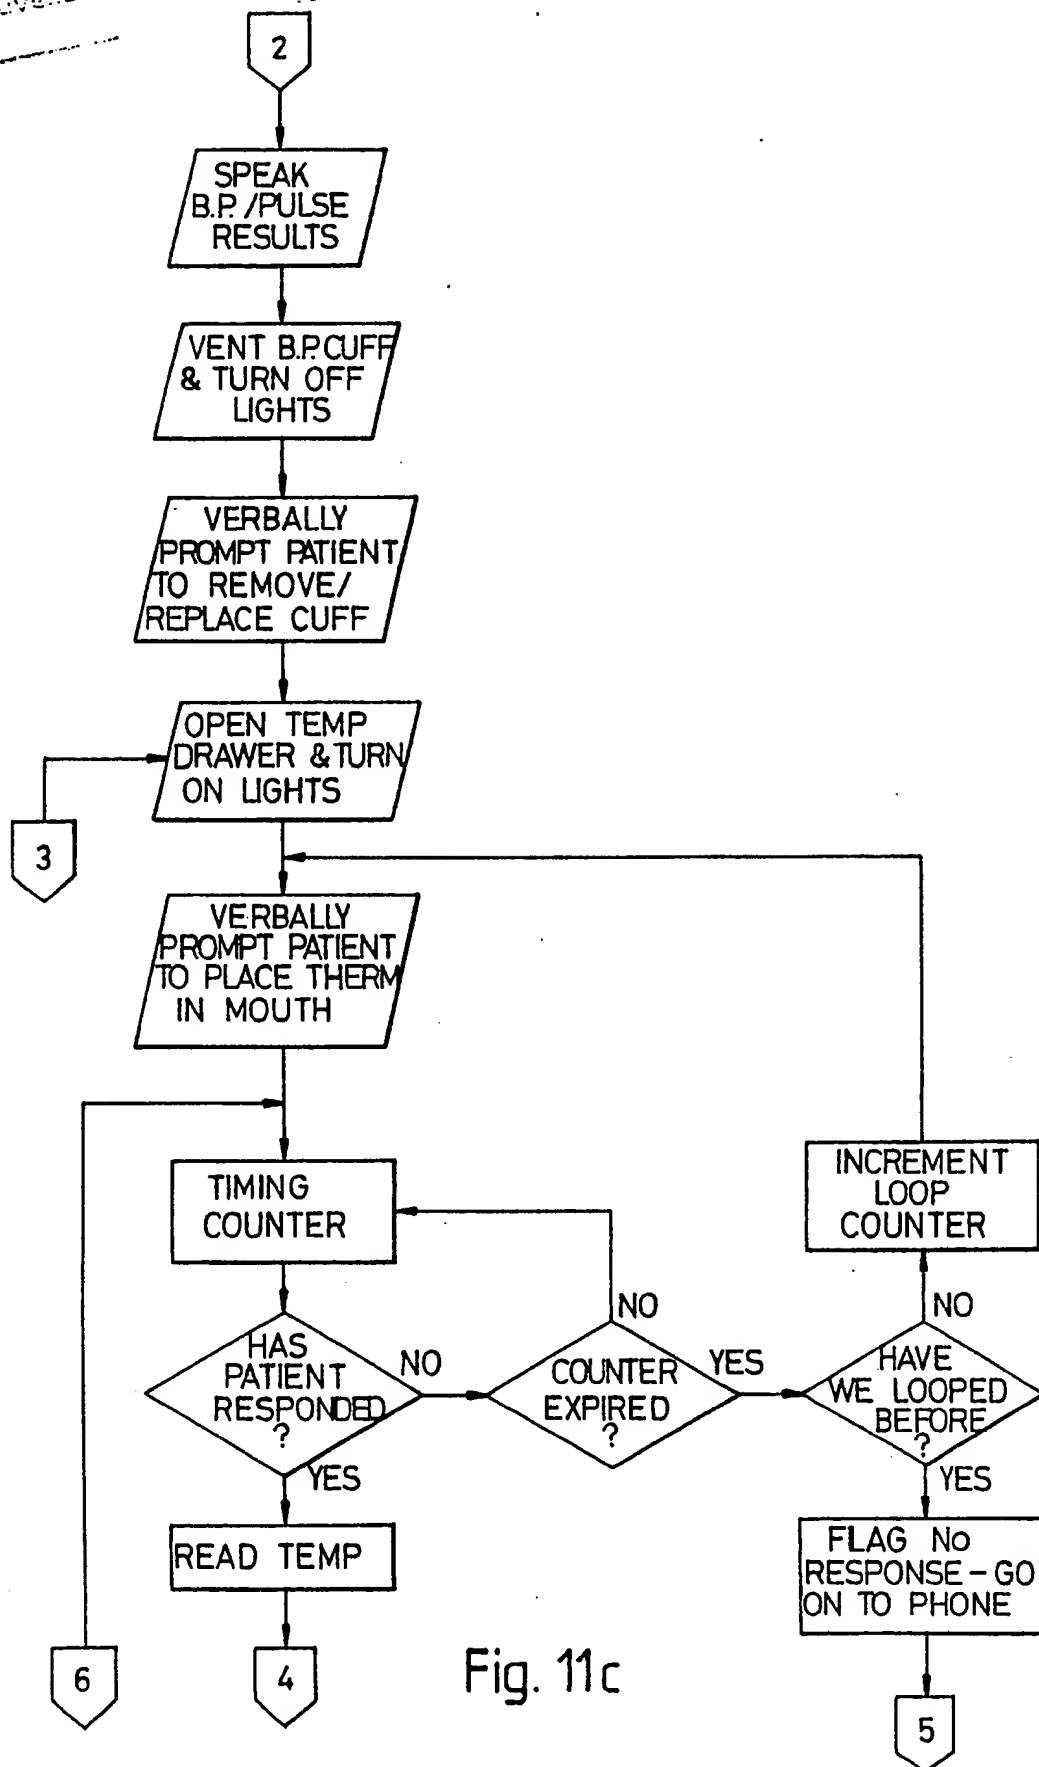 2
SPEAK
B.P./PULSE
RESULTS
VENT B.P. CUFF
& TURN OFF
LIGHTS
VERBALLY
PROMPT PATIENT
TO REMOVE/
REPLACE CUFF
OPEN TEMP
DRAWER & TURN
ON LIGHTS
3
VERBALLY
PROMPT PATIENT
TO PLACE THERM
IN MOUTH
TIMING
COUNTER
INCREMENT
LOOP
COUNTER
HAS
PATIENT
RESPONDED
?
NO
YES
COUNTER
EXPIRED
?
NO
YES
HAVE
WE LOOPED
BEFORE
?
NO
YES
READ TEMP
FLAG No
RESPONSE-GO
ON TO PHONE
6
4
5
Fig. 11c